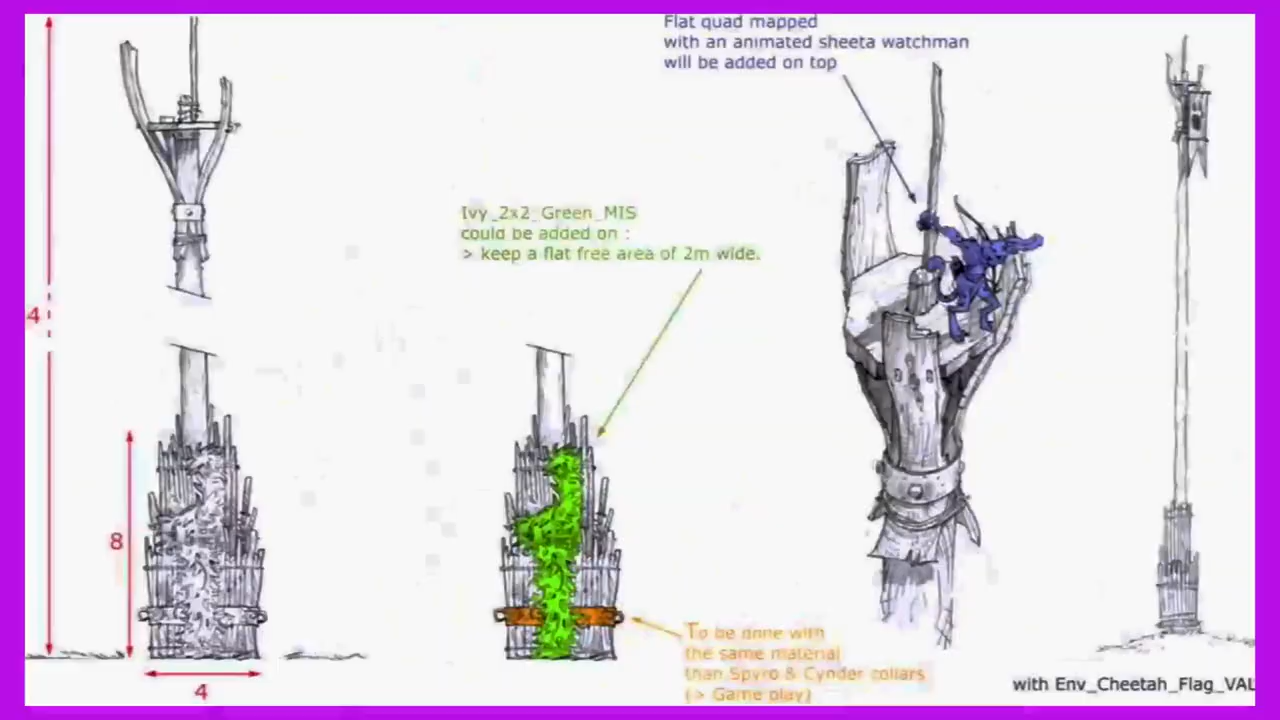 Flat quad mapped
with an animated sheeta watchman
will be added on top
Ivy_2x2_Green_MIS
could be added on :
> keep a flat free area of 2m wide.
4
8
4
To be done with
the same material
than Spyro & Cynder collars
(> Game play)
with Env_Cheetah_Flag_VAL